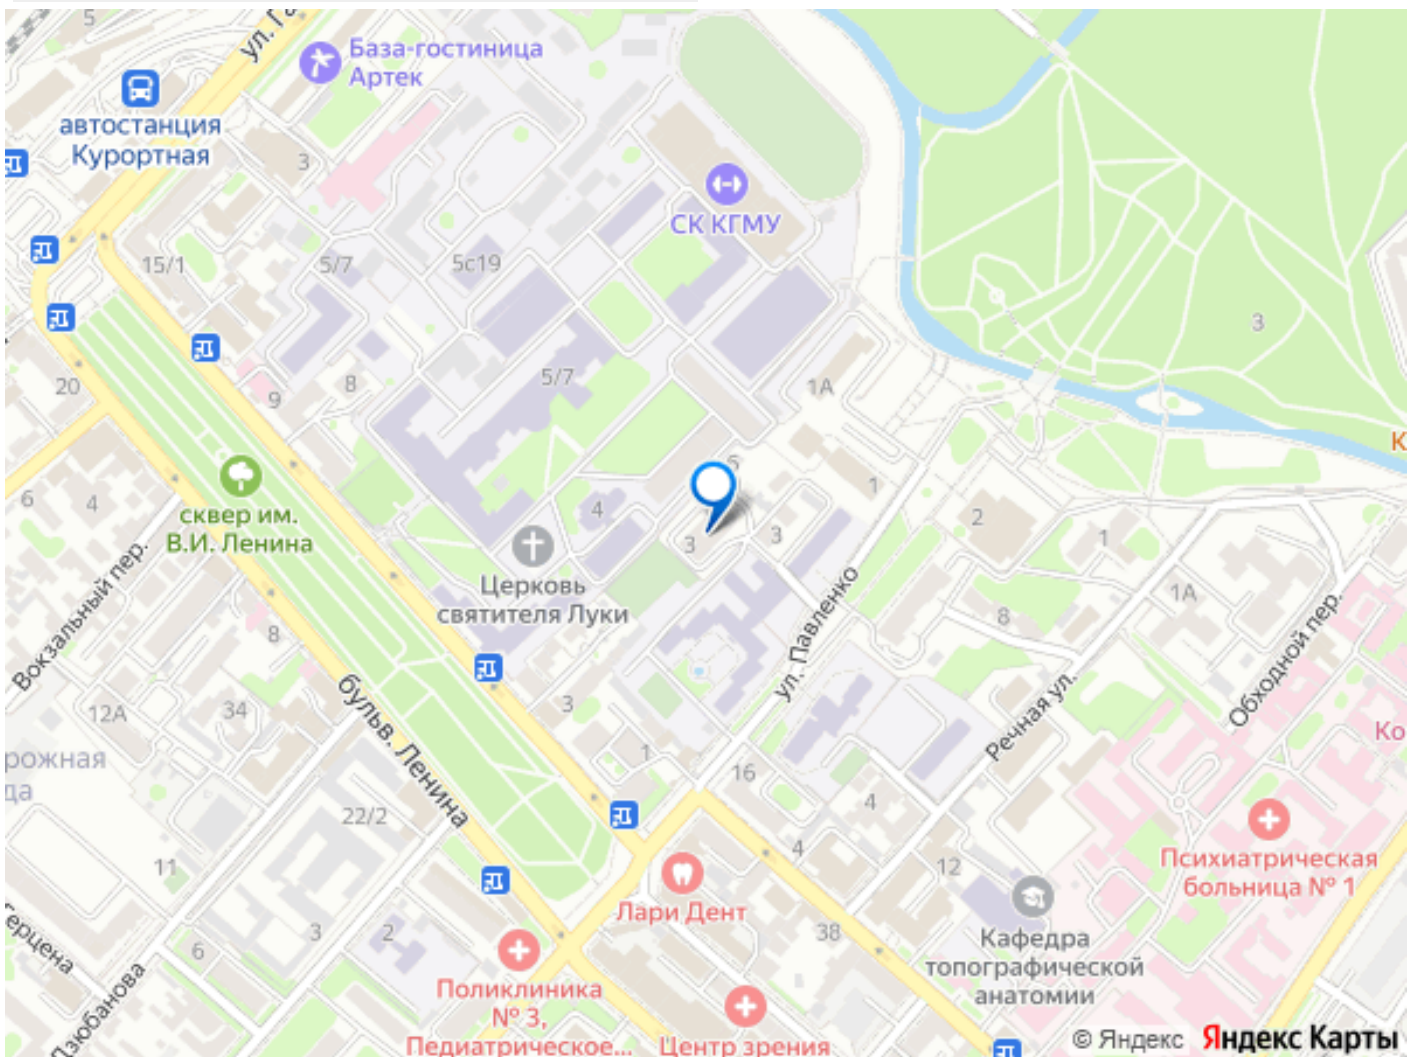 5
ул. Га
База-гостиница
Артек
автостанция
Курортная
3
СК КГМУ
15/1
5/7
5с19
3
20
8
9
5/7
1А
К
6
4
сквер им.
В.И. Ленина
4
1
2
3
3
1
Церковь
святителя Луки
Вокзальный пер.
8
ул. Павленко
8
1А
Обходной пер.
12А
34
бульв. Ленина
3
1
16
Речная ул.
Ко
рожная
да
22/2
4
11
4
12
Психиатрическая
больница № 1
Лари Дент
38
Кафедра
топографической
анатомии
ерцена
6
3
2
Дзюбанова
Поликлиника
№ 3,
Педиатрическое...
Центр зрения
© Яндекс Яндекс Карты